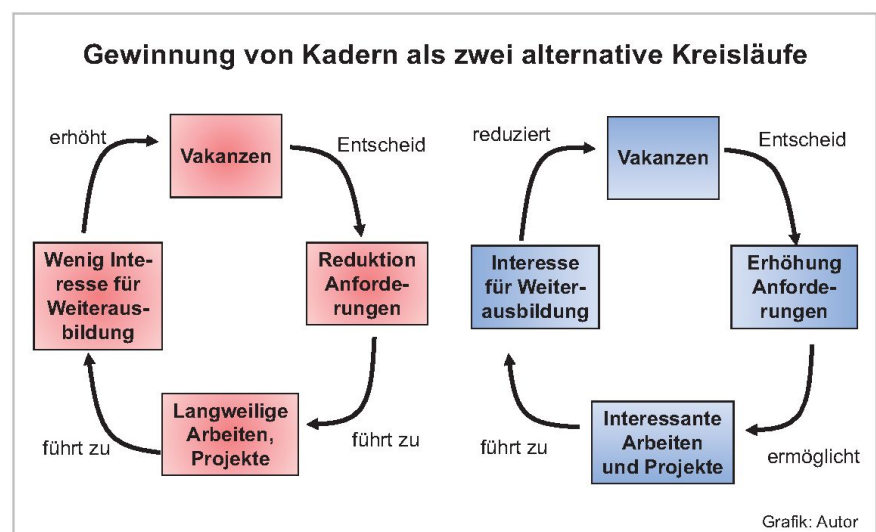 Gewinnung von Kadern als zwei alternative Kreisläufe
erhöht
Vakanzen
Entscheid
Reduktion
Anforde-
rungen
führt zu
Langweilige
Arbeiten,
Projekte
führt zu
Wenig Inte-
resse für
Weiteraus-
bildung
reduziert
Vakanzen
Entscheid
Erhöhung
Anforde-
rungen
ermöglicht
Interessante
Arbeiten
und Projekte
führt zu
Interesse
für Weiter-
ausbildung
Grafik: Autor